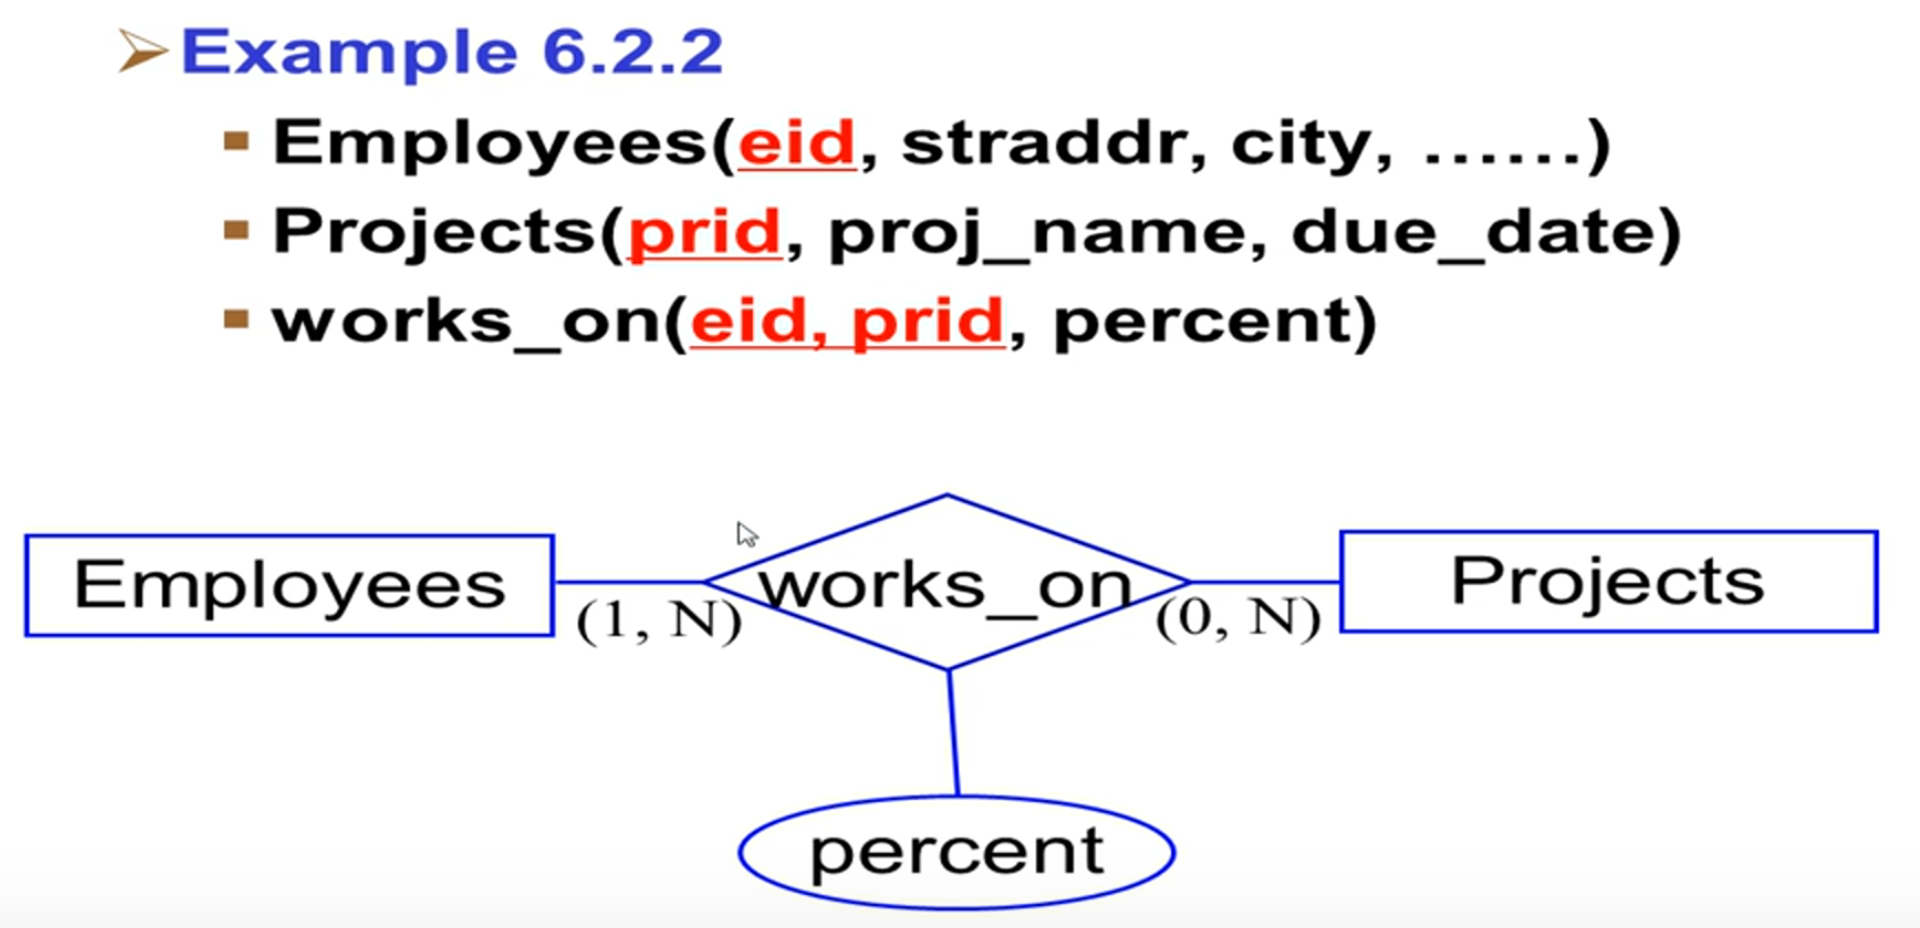 Example 6.2.2
Employees(eid, straddr, city, ......)
Projects(prid, proj_name, due_date)
works_on(eid, prid, percent)
Employees
(1, N)
works_on
(0, N)
Projects
percent